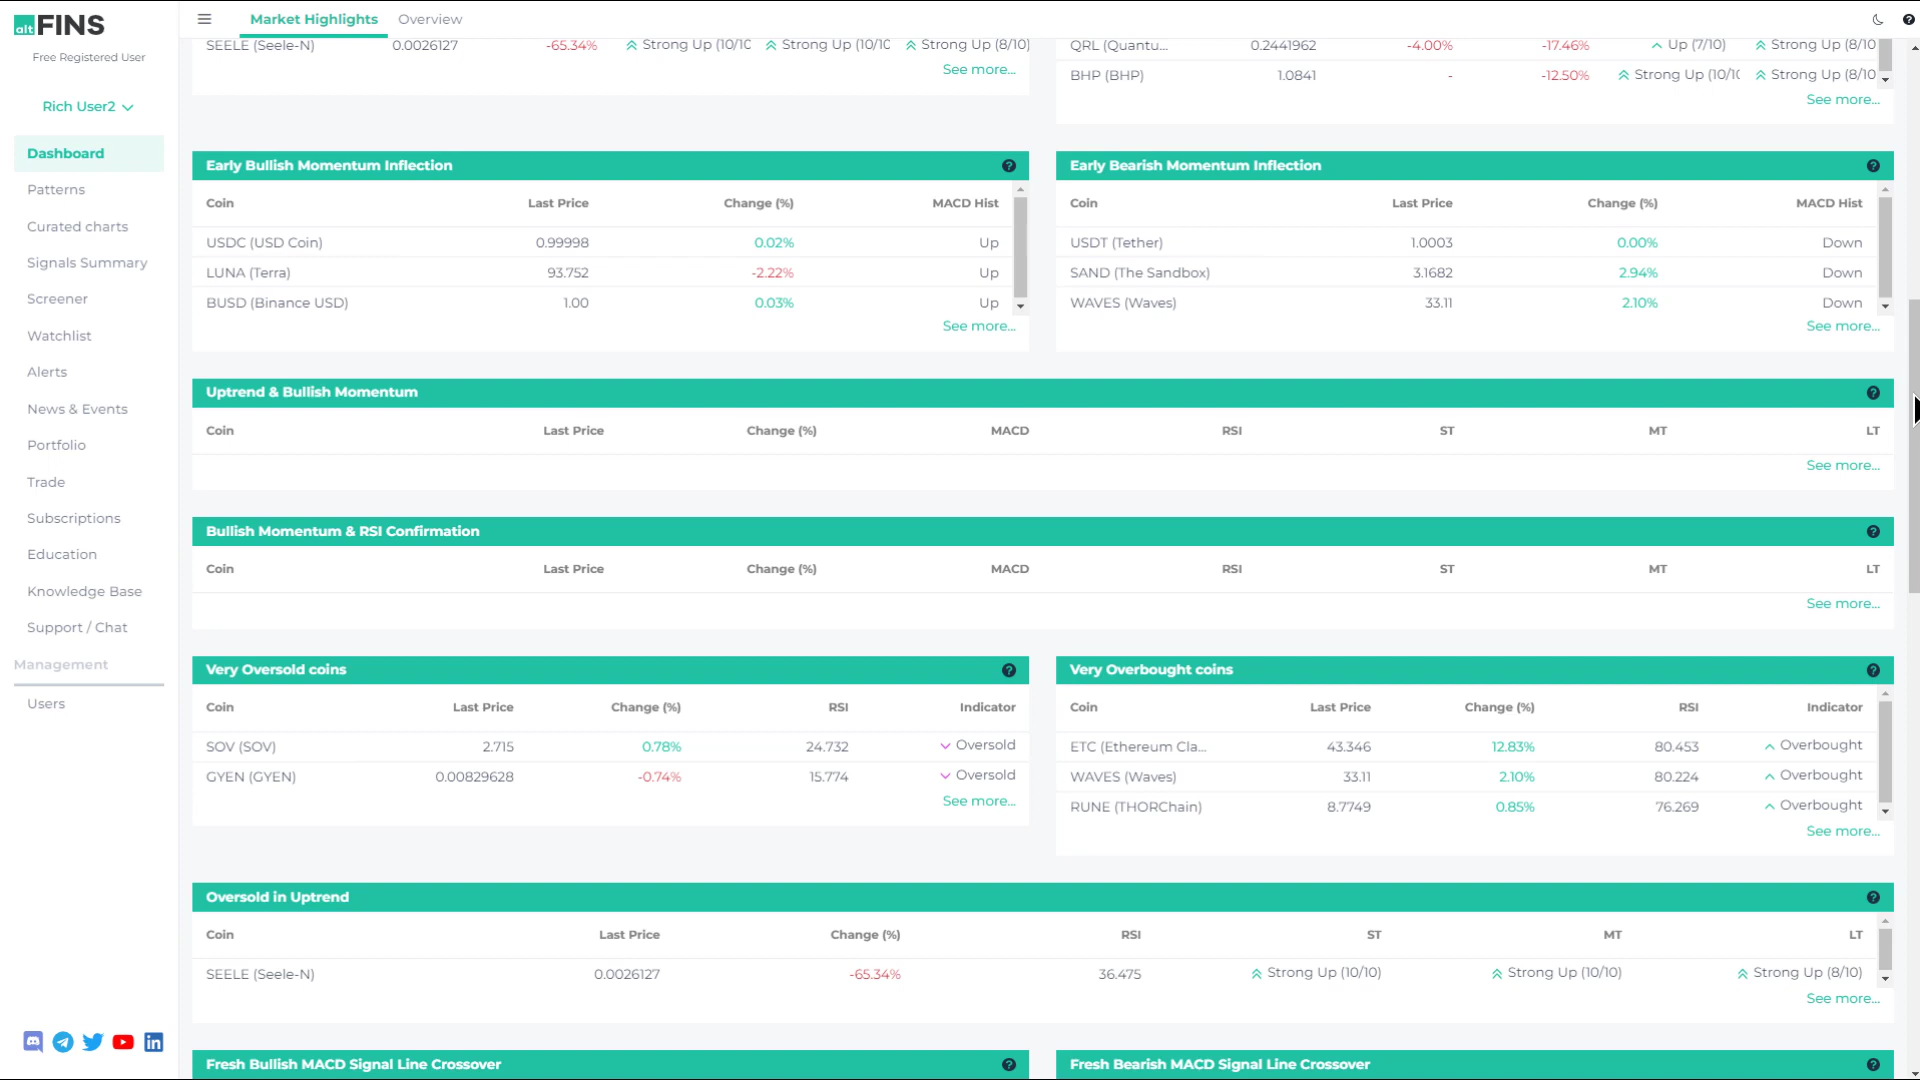 altFINS
Free Registered User
Rich User2
Dashboard
Patterns
Curated charts
Signals Summary
Screener
Watchlist
Alerts
News & Events
Portfolio
Trade
Subscriptions
Education
Knowledge Base
Support / Chat
Management
Users
Market Highlights Overview
SEELE (Seele-N) 0.0026127 -65.34% Strong Up (10/10 Strong Up (10/10 Strong Up (8/10)
See more...
QRL (Quantu... 0.2441962 -4.00% -17.46% Up (7/10) Strong Up (8/10
BHP (BHP) 1.0841 - -12.50% Strong Up (10/10 Strong Up (8/10
See more...
Early Bullish Momentum Inflection
Coin Last Price Change (%) MACD Hist
USDC (USD Coin) 0.99998 0.02% Up
LUNA (Terra) 93.752 -2.22% Up
BUSD (Binance USD) 1.00 0.03% Up
See more...
Early Bearish Momentum Inflection
Coin Last Price Change (%) MACD Hist
USDT (Tether) 1.0003 0.00% Down
SAND (The Sandbox) 3.1682 2.94% Down
WAVES (Waves) 33.11 2.10% Down
See more...
Uptrend & Bullish Momentum
Coin Last Price Change (%) MACD RSI ST MT LT
See more...
Bullish Momentum & RSI Confirmation
Coin Last Price Change (%) MACD RSI ST MT LT
See more...
Very Oversold coins
Coin Last Price Change (%) RSI Indicator
SOV (SOV) 2.715 0.78% 24.732 Oversold
GYEN (GYEN) 0.00829628 -0.74% 15.774 Oversold
See more...
Very Overbought coins
Coin Last Price Change (%) RSI Indicator
ETC (Ethereum Cla... 43.346 12.83% 80.453 Overbought
WAVES (Waves) 33.11 2.10% 80.224 Overbought
RUNE (THORChain) 8.7749 0.85% 76.269 Overbought
See more...
Oversold in Uptrend
Coin Last Price Change (%) RSI ST MT LT
SEELE (Seele-N) 0.0026127 -65.34% 36.475 Strong Up (10/10) Strong Up (10/10) Strong Up (8/10)
See more...
Fresh Bullish MACD Signal Line Crossover
Fresh Bearish MACD Signal Line Crossover